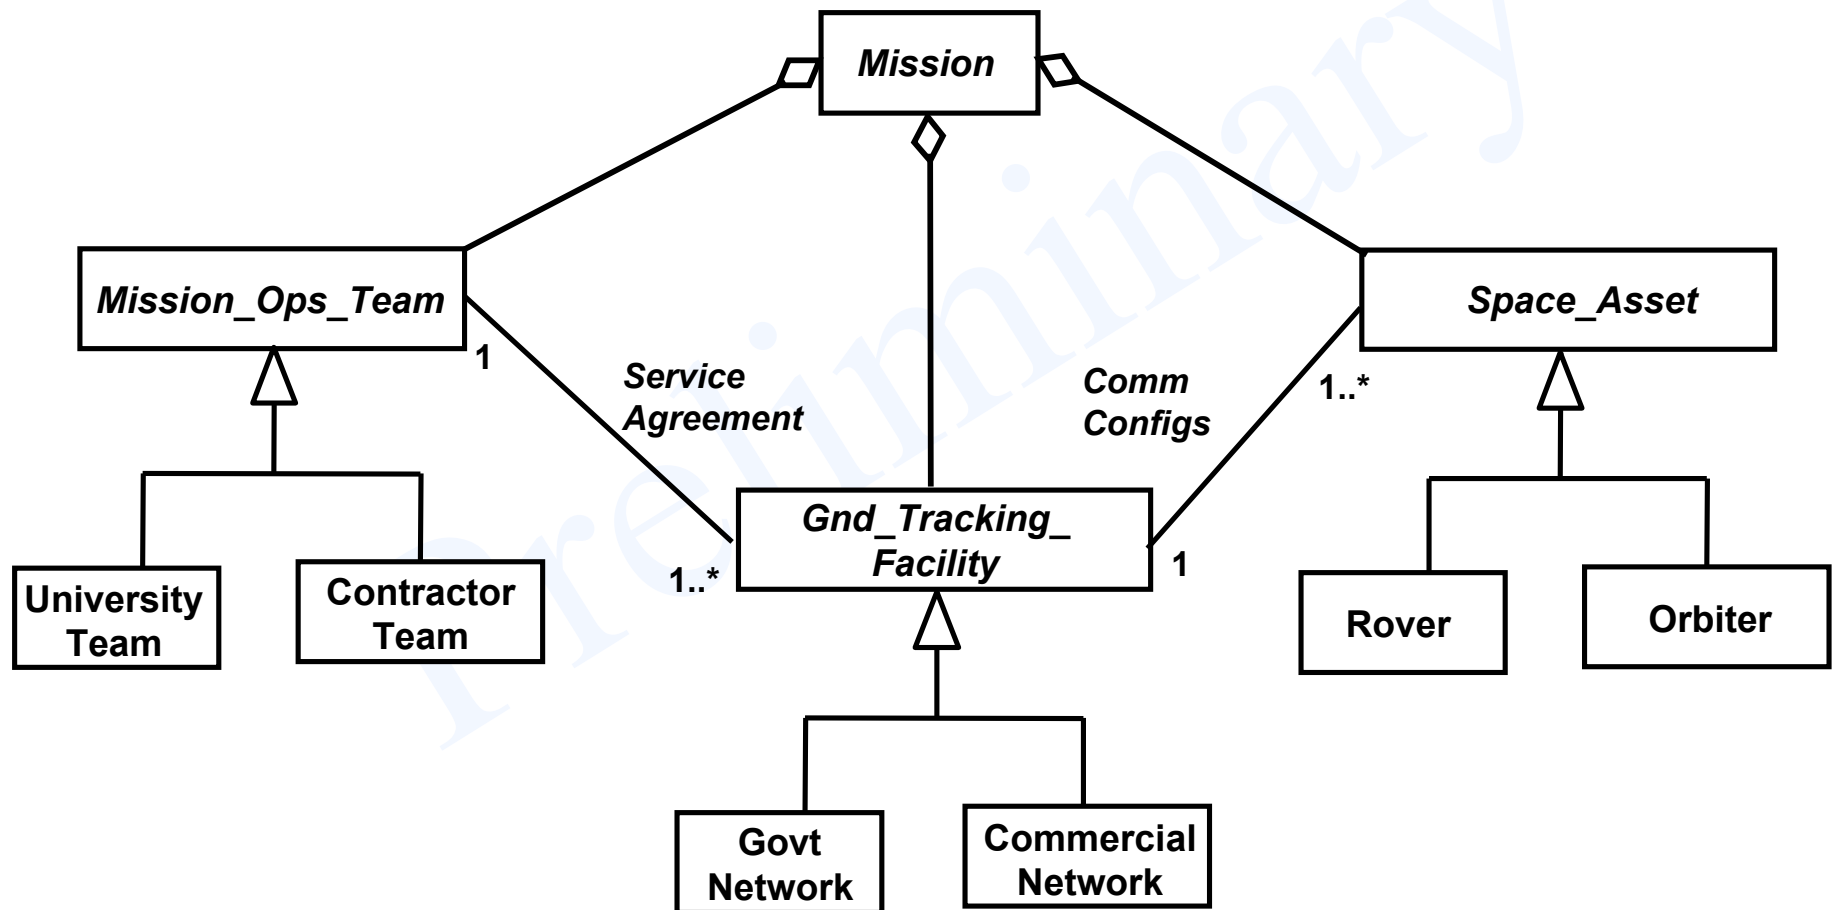 Mission
Mission_Ops_Team
Space_Asset
1
Service
Agreement
Comm
Configs
1..*
Gnd_Tracking_
Facility
1..*
1
University
Team
Contractor
Team
Rover
Orbiter
Govt
Network
Commercial
Network
Preliminary